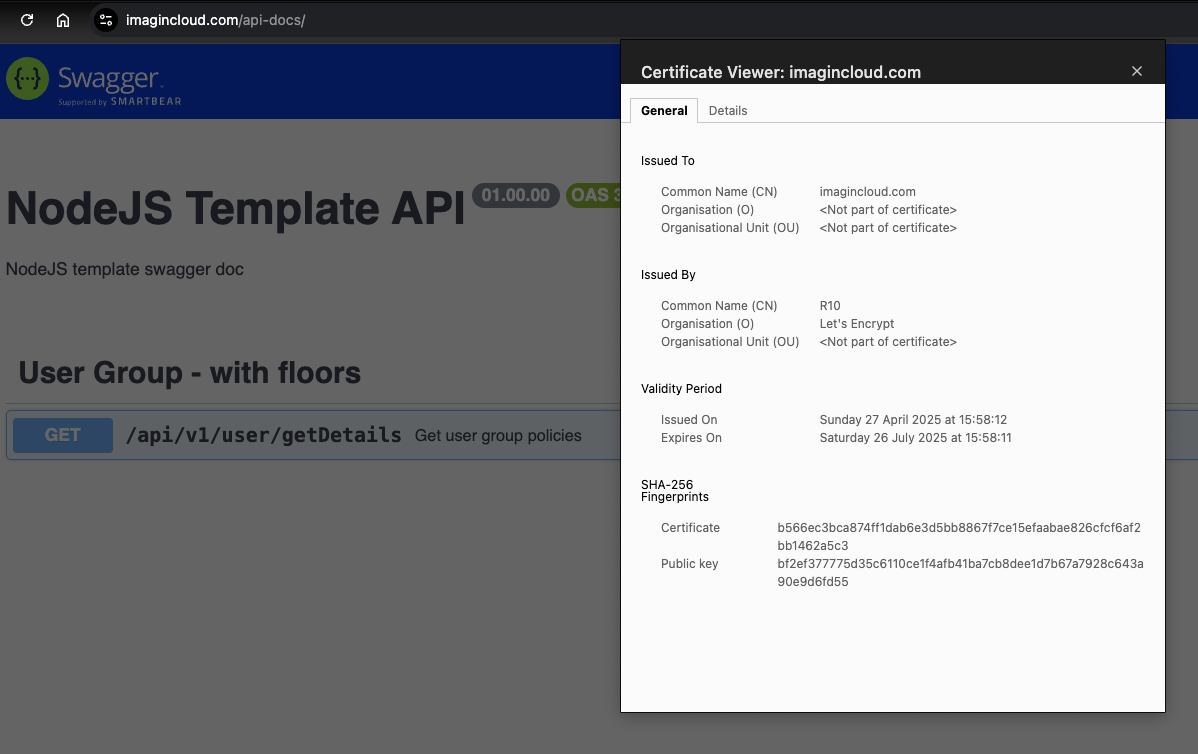 imagincloud.com/api-docs/
Swagger.
Supported by SMARTBEAR
NodeJS Template API 01.00.00 OAS 3
NodeJS template swagger doc
User Group - with floors
GET /api/v1/user/getDetails Get user group policies
Certificate Viewer: imagincloud.com
General Details
Issued To
Common Name (CN) imagincloud.com
Organisation (O) <Not part of certificate>
Organisational Unit (OU) <Not part of certificate>
Issued By
Common Name (CN) R10
Organisation (O) Let's Encrypt
Organisational Unit (OU) <Not part of certificate>
Validity Period
Issued On Sunday 27 April 2025 at 15:58:12
Expires On Saturday 26 July 2025 at 15:58:11
SHA-256
Fingerprints
Certificate b566ec3bca874ff1dab6e3d5bb8867f7ce15efaabae826cfcf6af2
bb1462a5c3
Public key bf2ef377775d35c6110ce1f4afb41ba7cb8dee1d7b67a7928c643a
90e9d6fd55